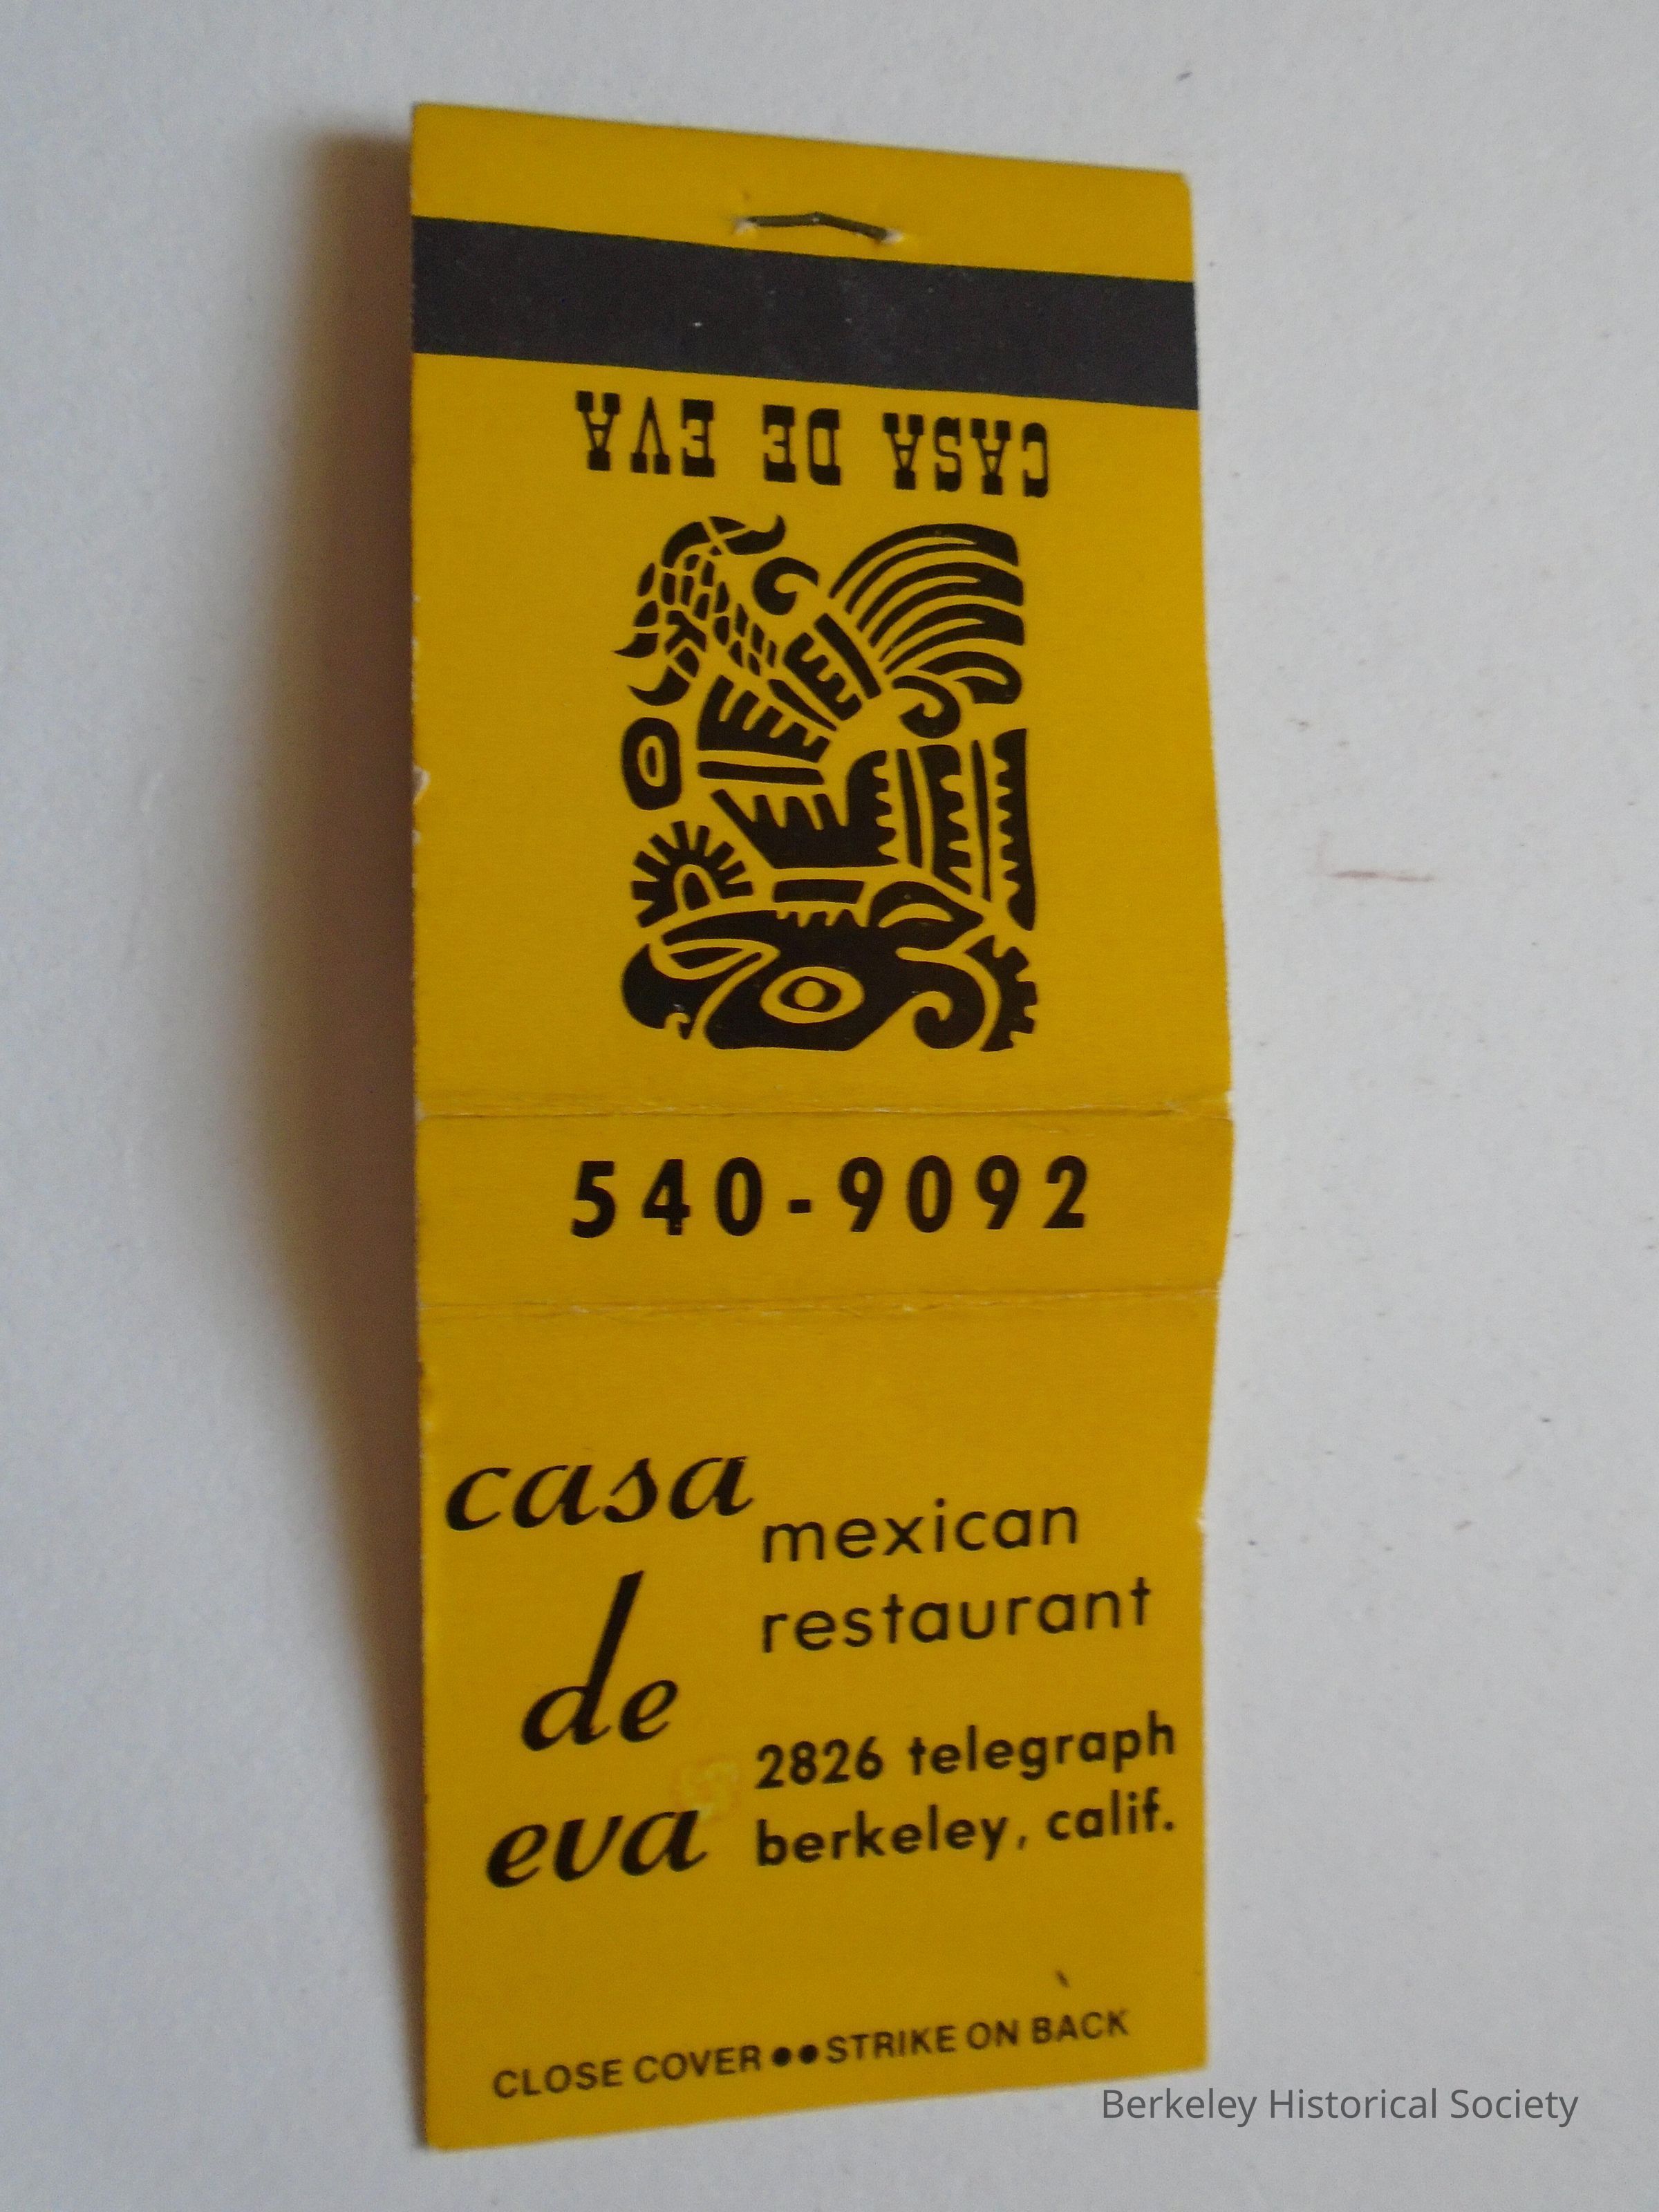 CASA DE EVA
540-9092
casa
de
eva
mexican
restaurant
2826 telegraph
berkeley, calif.
CLOSE COVER●●STRIKE ON BACK
Berkeley Historical Society